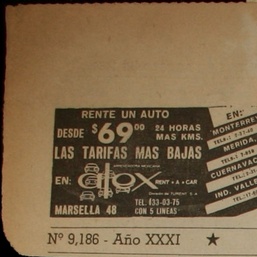 RENTE UN AUTO
DESDE $69.00 24 HORAS
MAS KMS.
LAS TARIFAS MAS BAJAS
EN: RENT • A • CAR
MARSELLA 48 TEL. 533-03-75
CON 5 LINEAS
EN:
MONTERREY
MERIDA,
CUERNAVAC
IND. VALLE
Nº 9,186 - Año XXXI ★